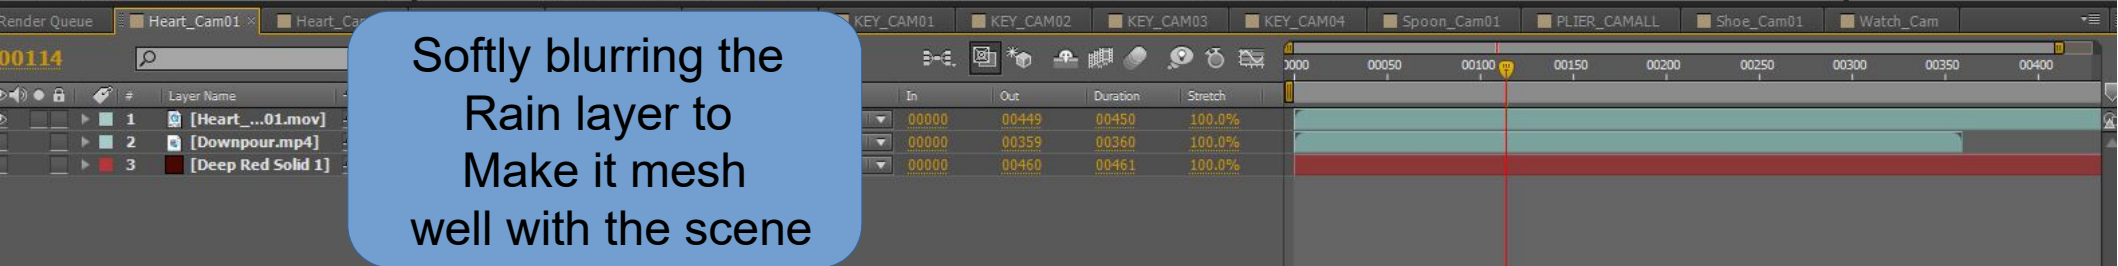 Render Queue Heart_Cam01 × Heart_Ca KEY_CAM01 KEY_CAM02 KEY_CAM03 KEY_CAM04 Spoon_Cam01 PLIER_CAMALL Shoe_Cam01 Watch_Cam
00114
0000 00050 00100 00150 00200 00250 00300 00350 00400
# Layer Name In Out Duration Stretch
1 [Heart_...01.mov] 00000 00449 00450 100.0%
2 [Downpour.mp4] 00000 00359 00360 100.0%
3 [Deep Red Solid 1] 00000 00460 00461 100.0%
Softly blurring the
Rain layer to
Make it mesh
well with the scene